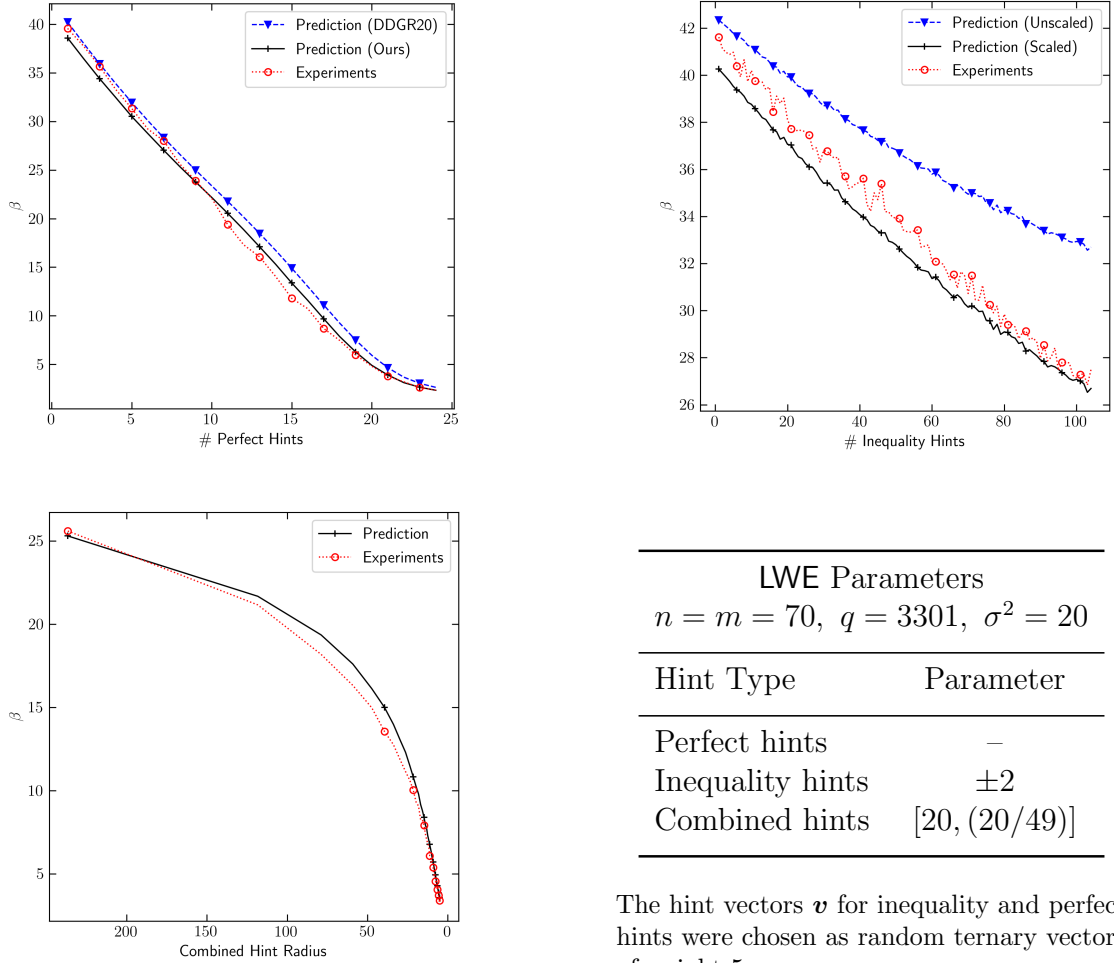 40
35
30
25
20
15
10
5
β
Prediction (DDGR20)
Prediction (Ours)
Experiments
0 5 10 15 20 25
# Perfect Hints
42
40
38
36
34
32
30
28
26
β
Prediction (Unscaled)
Prediction (Scaled)
Experiments
0 20 40 60 80 100
# Inequality Hints
25
20
15
10
5
β
Prediction
Experiments
200 150 100 50 0
Combined Hint Radius
LWE Parameters
n = m = 70, q = 3301, σ² = 20
Hint Type Parameter
Perfect hints –
Inequality hints ±2
Combined hints [20, (20/49)]
The hint vectors v for inequality and perfect
hints were chosen as random ternary vector